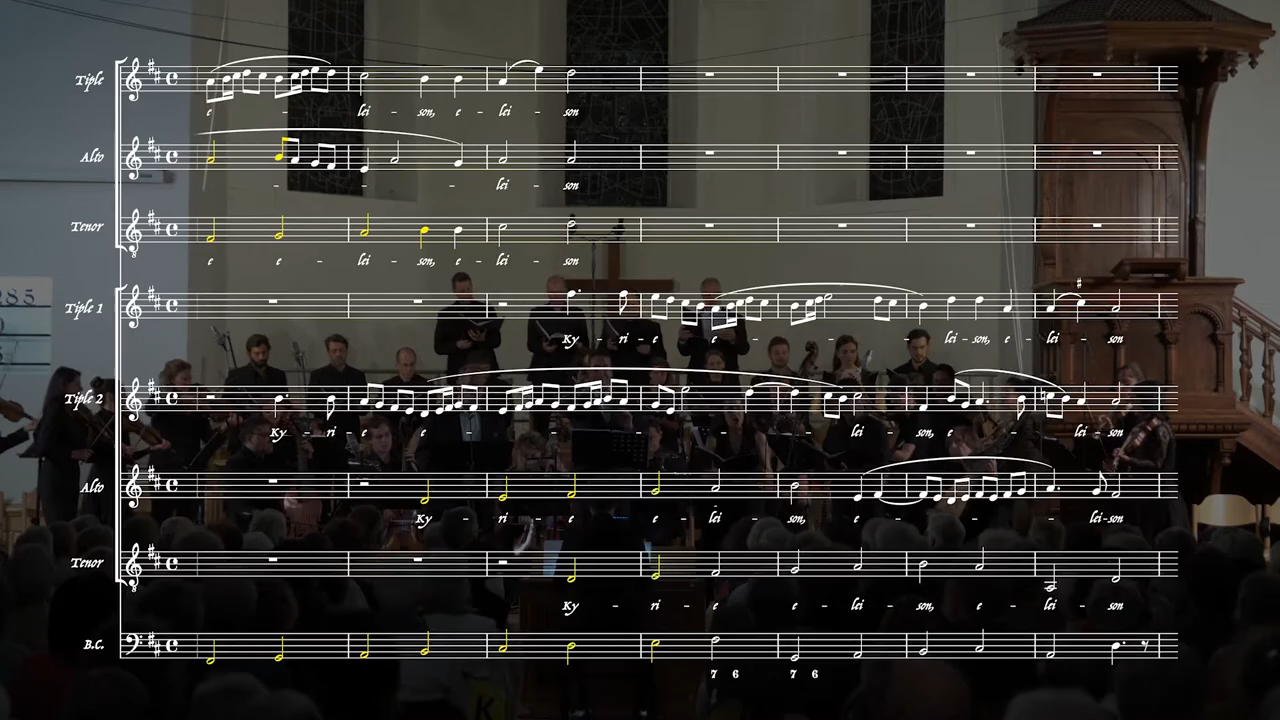 Tiple
e - lei - son, e - lei - son
Alto
- - - lei - son
Tenor
e e - lei - son, e - lei - son
285
Tiple 1
Ky - ri - e e - - - - lei - son, e - lei - son
Tiple 2
Ky - ri - e e - - - - - - lei - son, e - - lei - son
Alto
Ky - ri - e e - lei - son, e - - - - lei - son
Tenor
Ky - ri - e e - lei - son, e - lei - son
B.C.
7 6 7 6
K